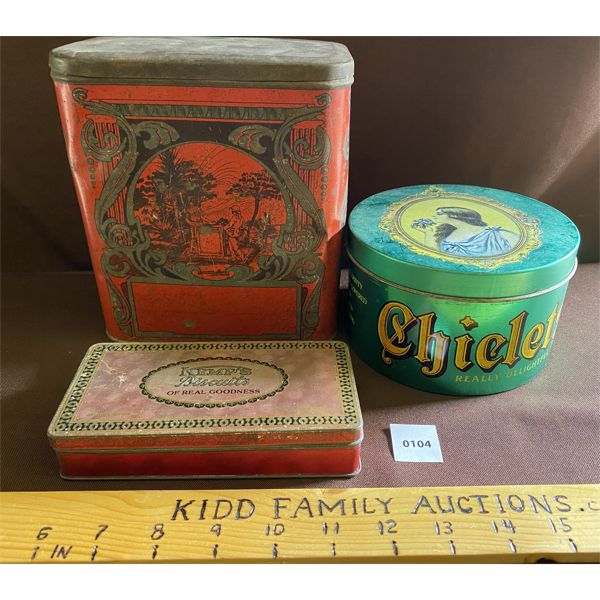 Chiclet
REALLY DELIGHTFUL
KEMP'S
Biscuits
OF REAL GOODNESS
0104
KIDD FAMILY AUCTIONS.c
6 7 8 9 10 11 12 13 14 15
IN